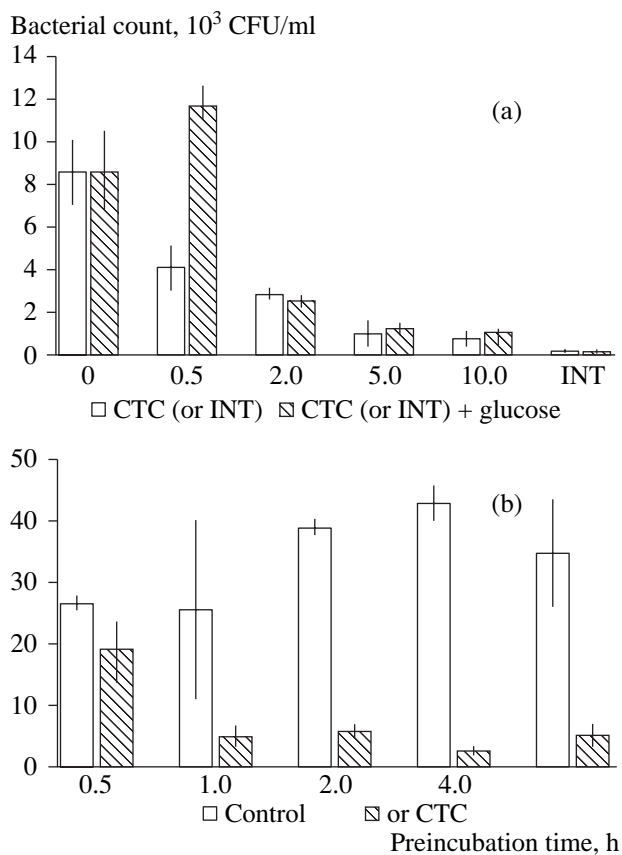 Bacterial count, 10³ CFU/ml
14
12
10
8
6
4
2
0
(a)
0 0.5 2.0 5.0 10.0 INT
CTC (or INT) CTC (or INT) + glucose
50
40
30
20
10
0
(b)
0.5 1.0 2.0 4.0
Control or CTC
Preincubation time, h